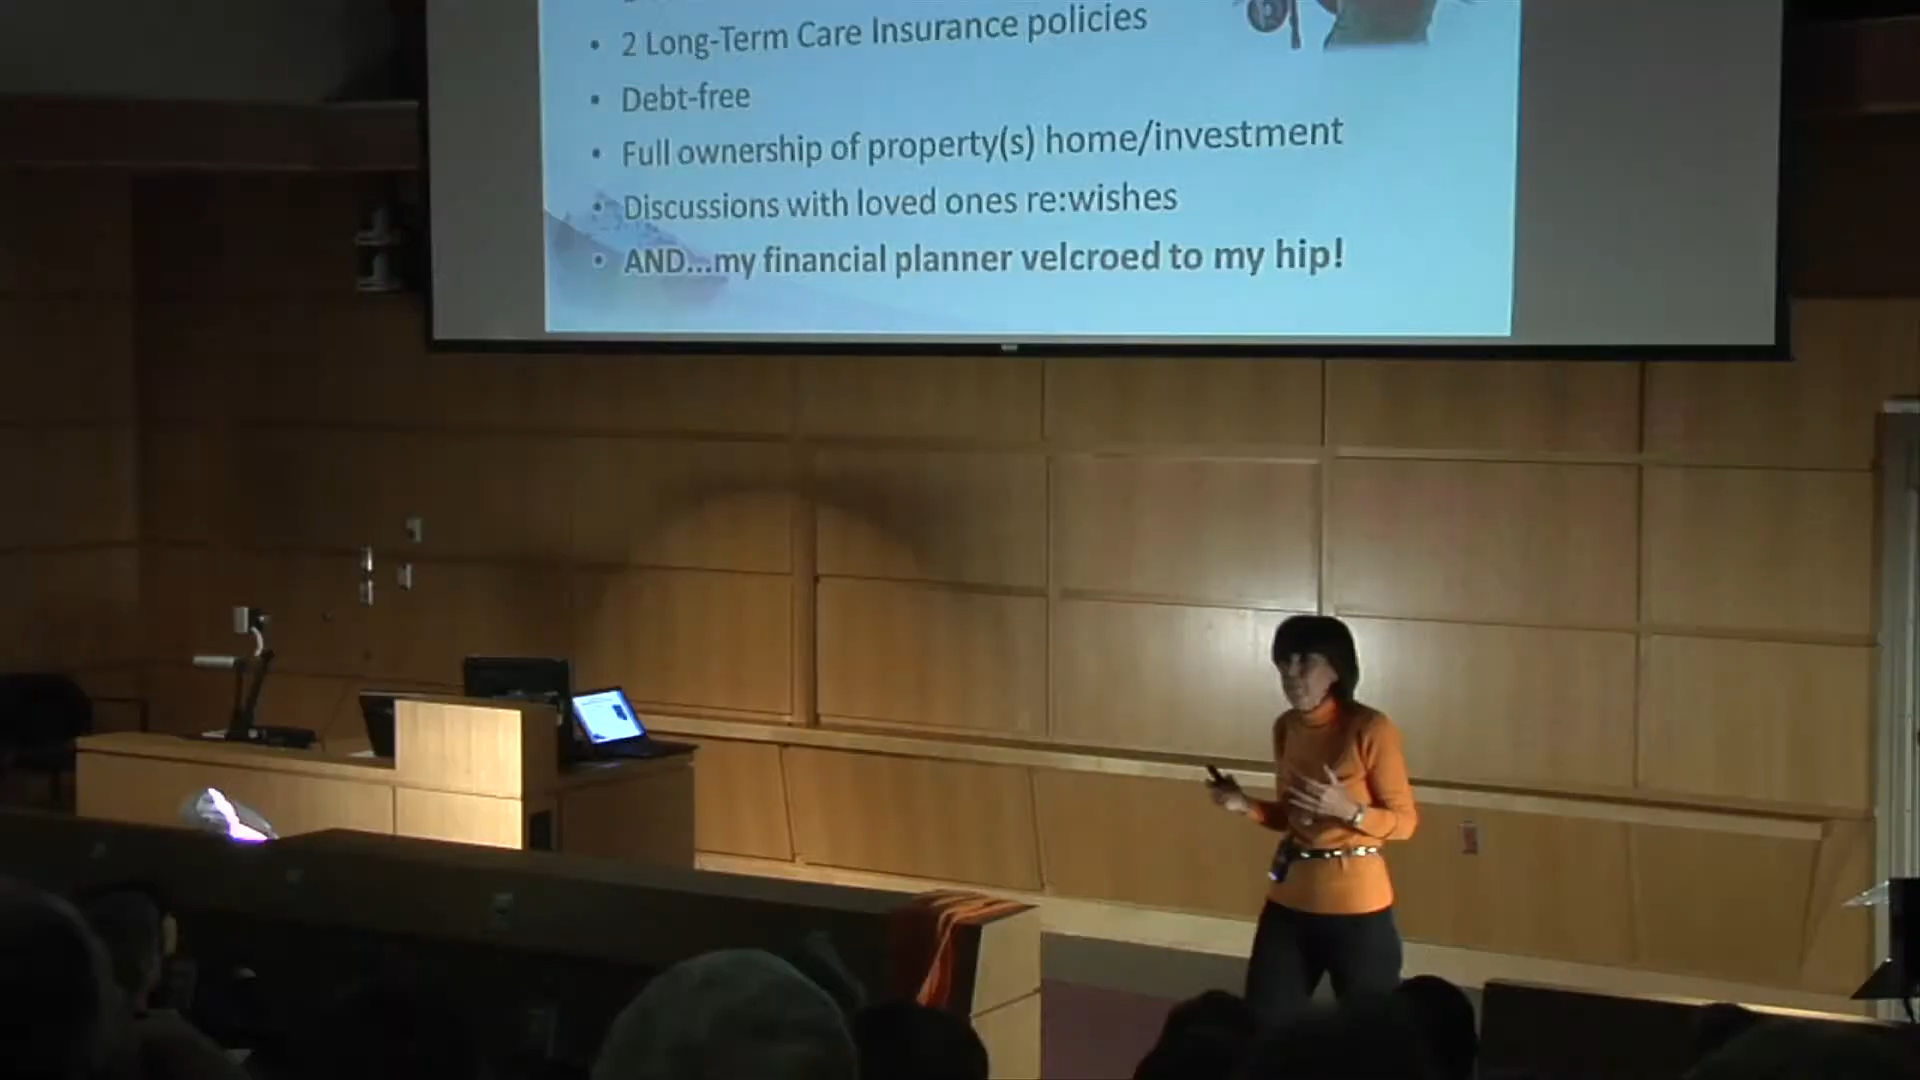 • 2 Long-Term Care Insurance policies
• Debt-free
• Full ownership of property(s) home/investment
• Discussions with loved ones re:wishes
• AND...my financial planner velcroed to my hip!